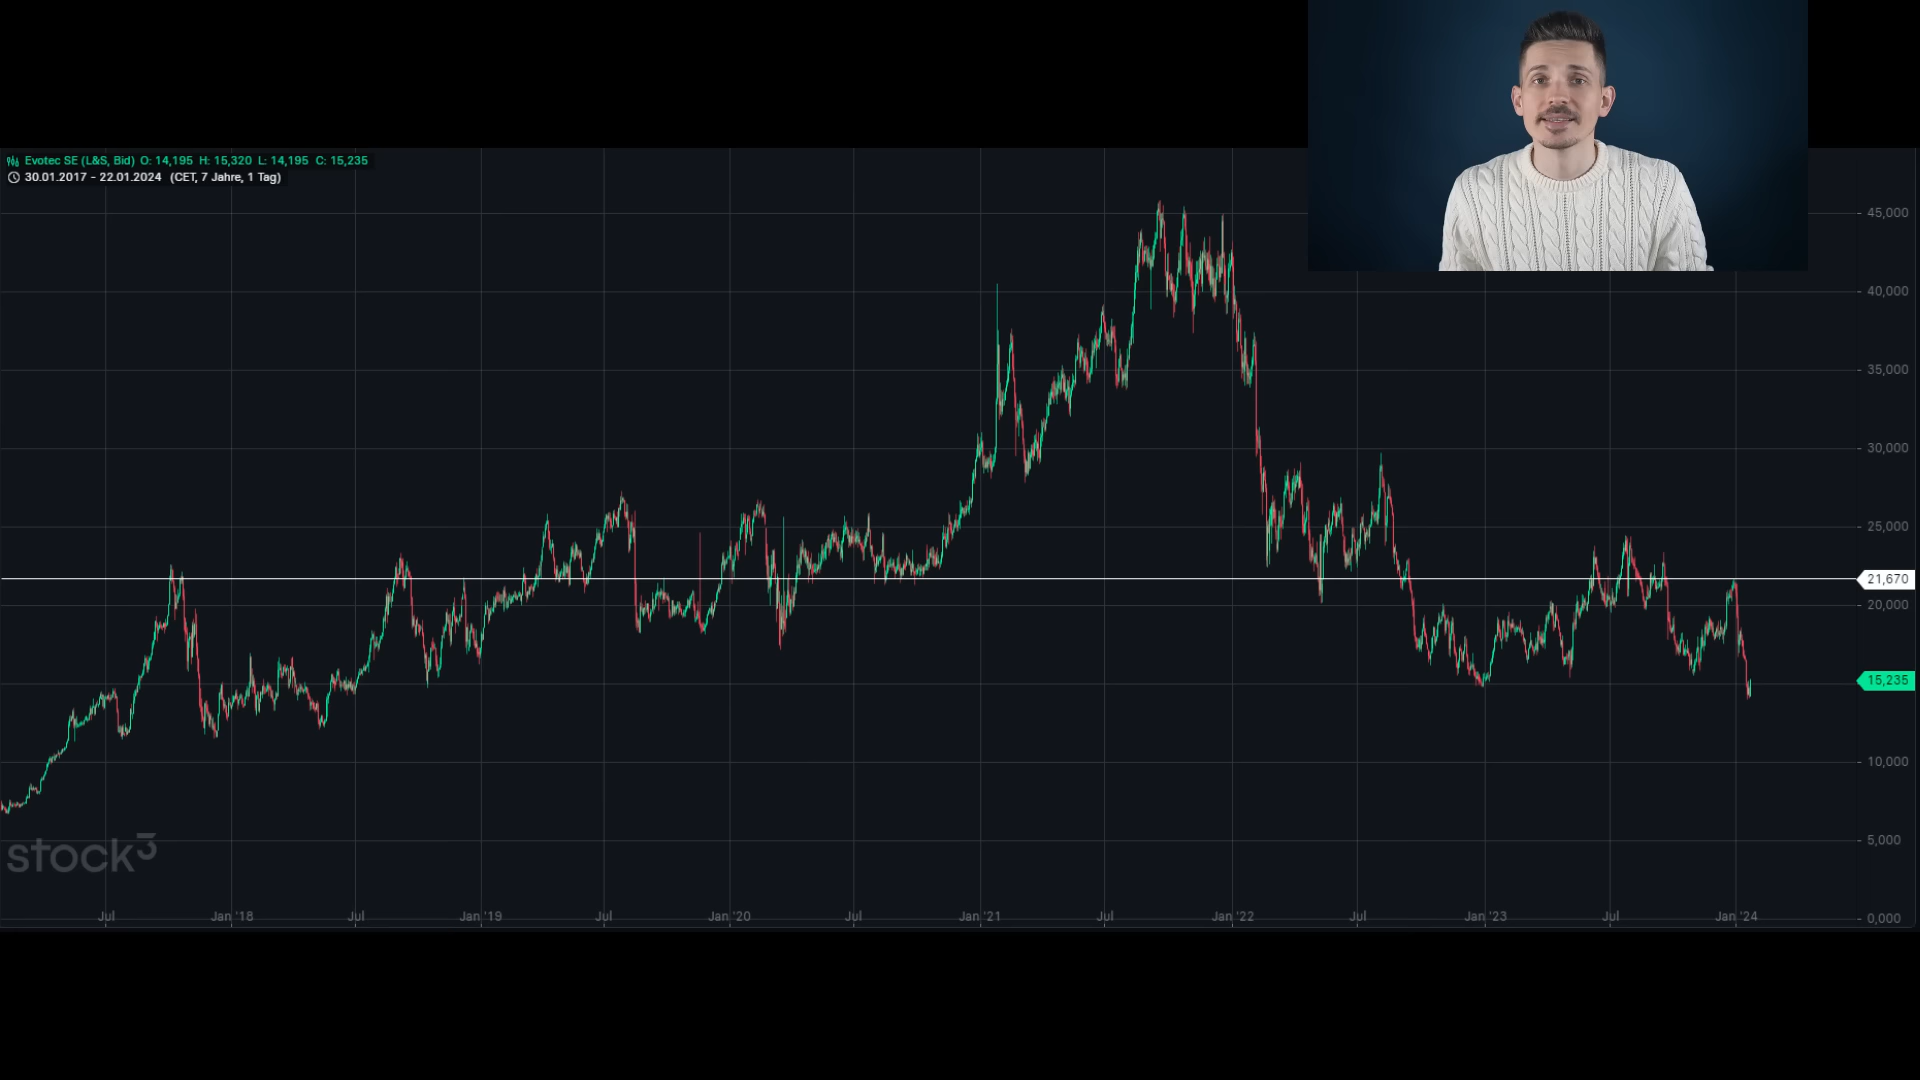 Evotec SE (L&S, Bid) O: 14,195 H: 15,320 L: 14,195 C: 15,235
30.01.2017 - 22.01.2024 (CET, 7 Jahre, 1 Tag)
45,000
40,000
35,000
30,000
25,000
21,670
20,000
15,235
10,000
5,000
0,000
stock3
Jul
Jan '18
Jul
Jan '19
Jul
Jan '20
Jul
Jan '21
Jul
Jan '22
Jul
Jan '23
Jul
Jan '24